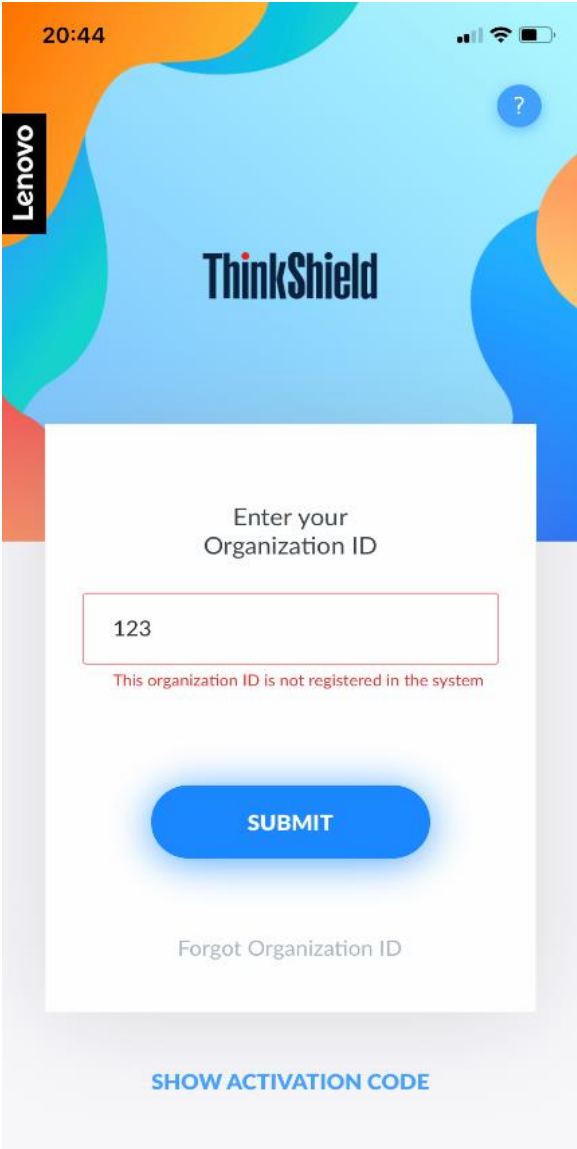 20:44
?
Lenovo
ThinkShield
Enter your
Organization ID
123
This organization ID is not registered in the system
SUBMIT
Forgot Organization ID
SHOW ACTIVATION CODE